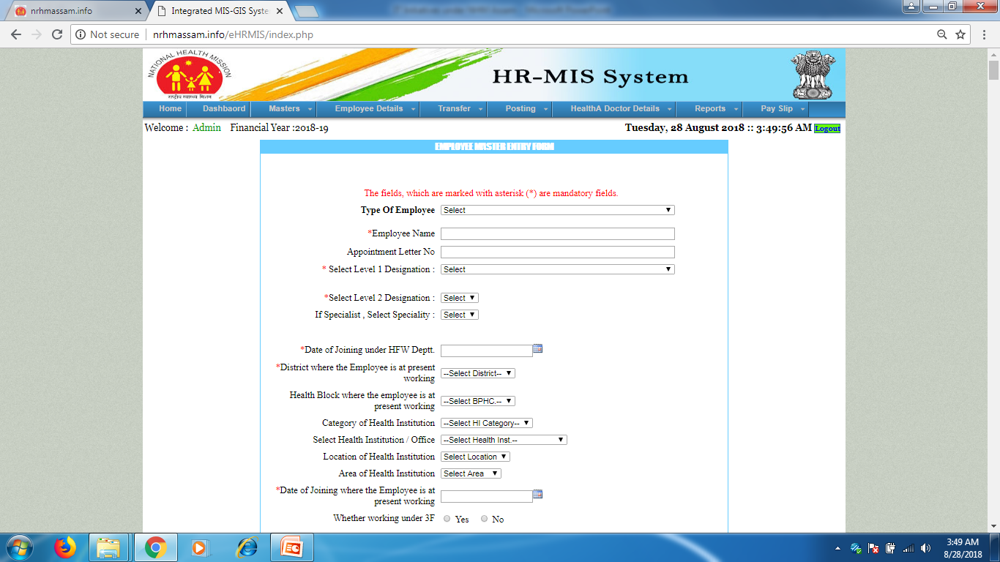 nrhmassam.info
Integrated MIS-GIS Syste
Not secure | nrhmassam.info/eHRMIS/index.php
NATIONAL HEALTH MISSION
राष्ट्रीय स्वास्थ्य मिशन
HR-MIS System
Home Dashbaord Masters Employee Details Transfer Posting HealthA Doctor Details Reports Pay Slip
Welcome : Admin Financial Year :2018-19
Tuesday, 28 August 2018 :: 3:49:56 AM Logout
EMPLOYEE MASTER ENTRY FORM
The fields, which are marked with asterisk (*) are mandatory fields.
Type Of Employee Select
*Employee Name
Appointment Letter No
* Select Level 1 Designation : Select
*Select Level 2 Designation : Select
If Specialist , Select Speciality : Select
*Date of Joining under HFW Deptt.
*District where the Employee is at present
working --Select District--
Health Block where the employee is at
present working --Select BPHC.--
Category of Health Institution --Select HI Category--
Select Health Institution / Office --Select Health Inst.--
Location of Health Institution Select Location
Area of Health Institution Select Area
*Date of Joining where the Employee is at
present working
Whether working under 3F Yes No
3:49 AM
8/28/2018